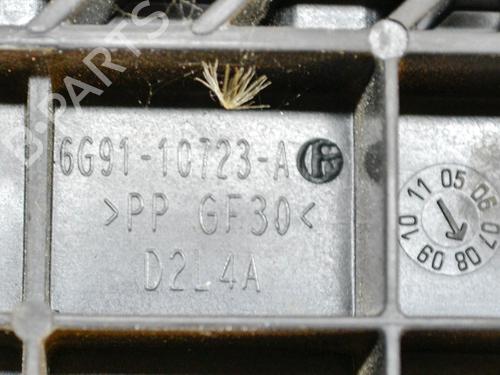 B-PARTS
6G91-10723-A
>PP GF30<
D2L4A
11 05 06 07 08 09 10